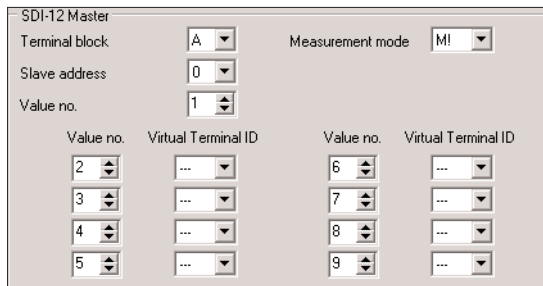 SDI-12 Master
Terminal block A Measurement mode M!
Slave address 0
Value no. 1
Value no. Virtual Terminal ID Value no. Virtual Terminal ID
2 --- 6 ---
3 --- 7 ---
4 --- 8 ---
5 --- 9 ---